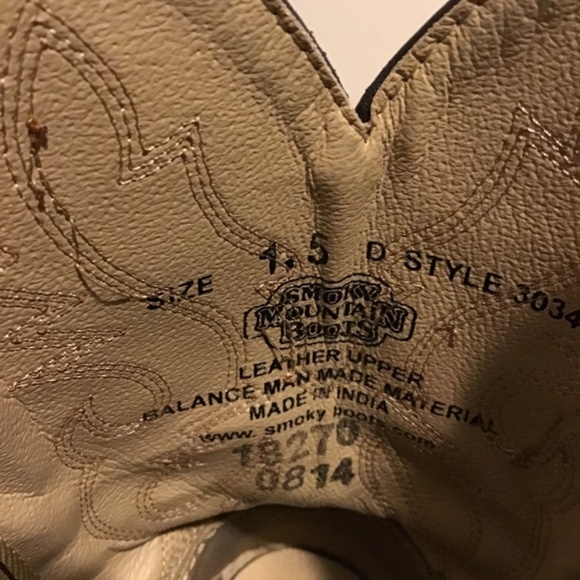 SIZE 1.5 D STYLE 3034
SMOKY
MOUNTAIN
BOOTS
LEATHER UPPER
BALANCE MAN MADE MATERIAL
MADE IN INDIA
www. smoky boots.com
18270
0814